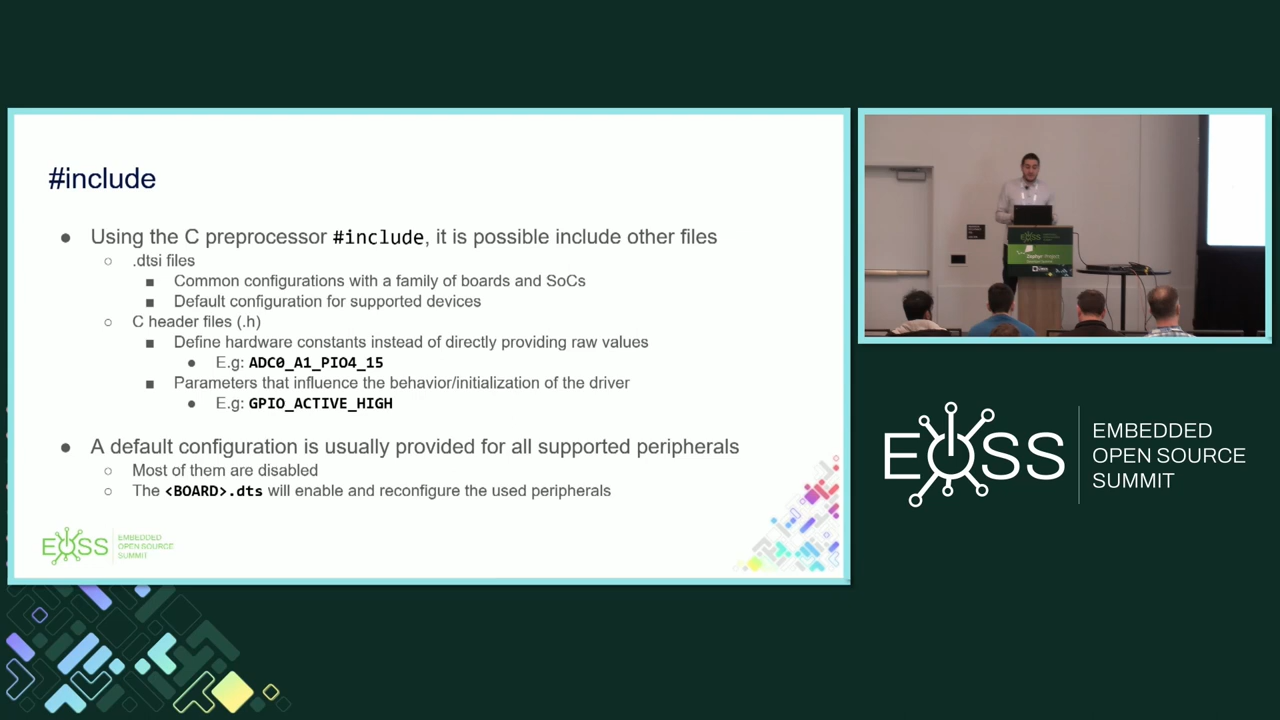 #include
● Using the C preprocessor #include, it is possible include other files
○ .dtsi files
■ Common configurations with a family of boards and SoCs
■ Default configuration for supported devices
○ C header files (.h)
■ Define hardware constants instead of directly providing raw values
● E.g: ADC0_A1_PIO4_15
■ Parameters that influence the behavior/initialization of the driver
● E.g: GPIO_ACTIVE_HIGH
● A default configuration is usually provided for all supported peripherals
○ Most of them are disabled
○ The <BOARD>.dts will enable and reconfigure the used peripherals
EOSS
EMBEDDED
OPEN SOURCE
SUMMIT
Zephyr Project
EOSS
EMBEDDED
OPEN SOURCE
SUMMIT